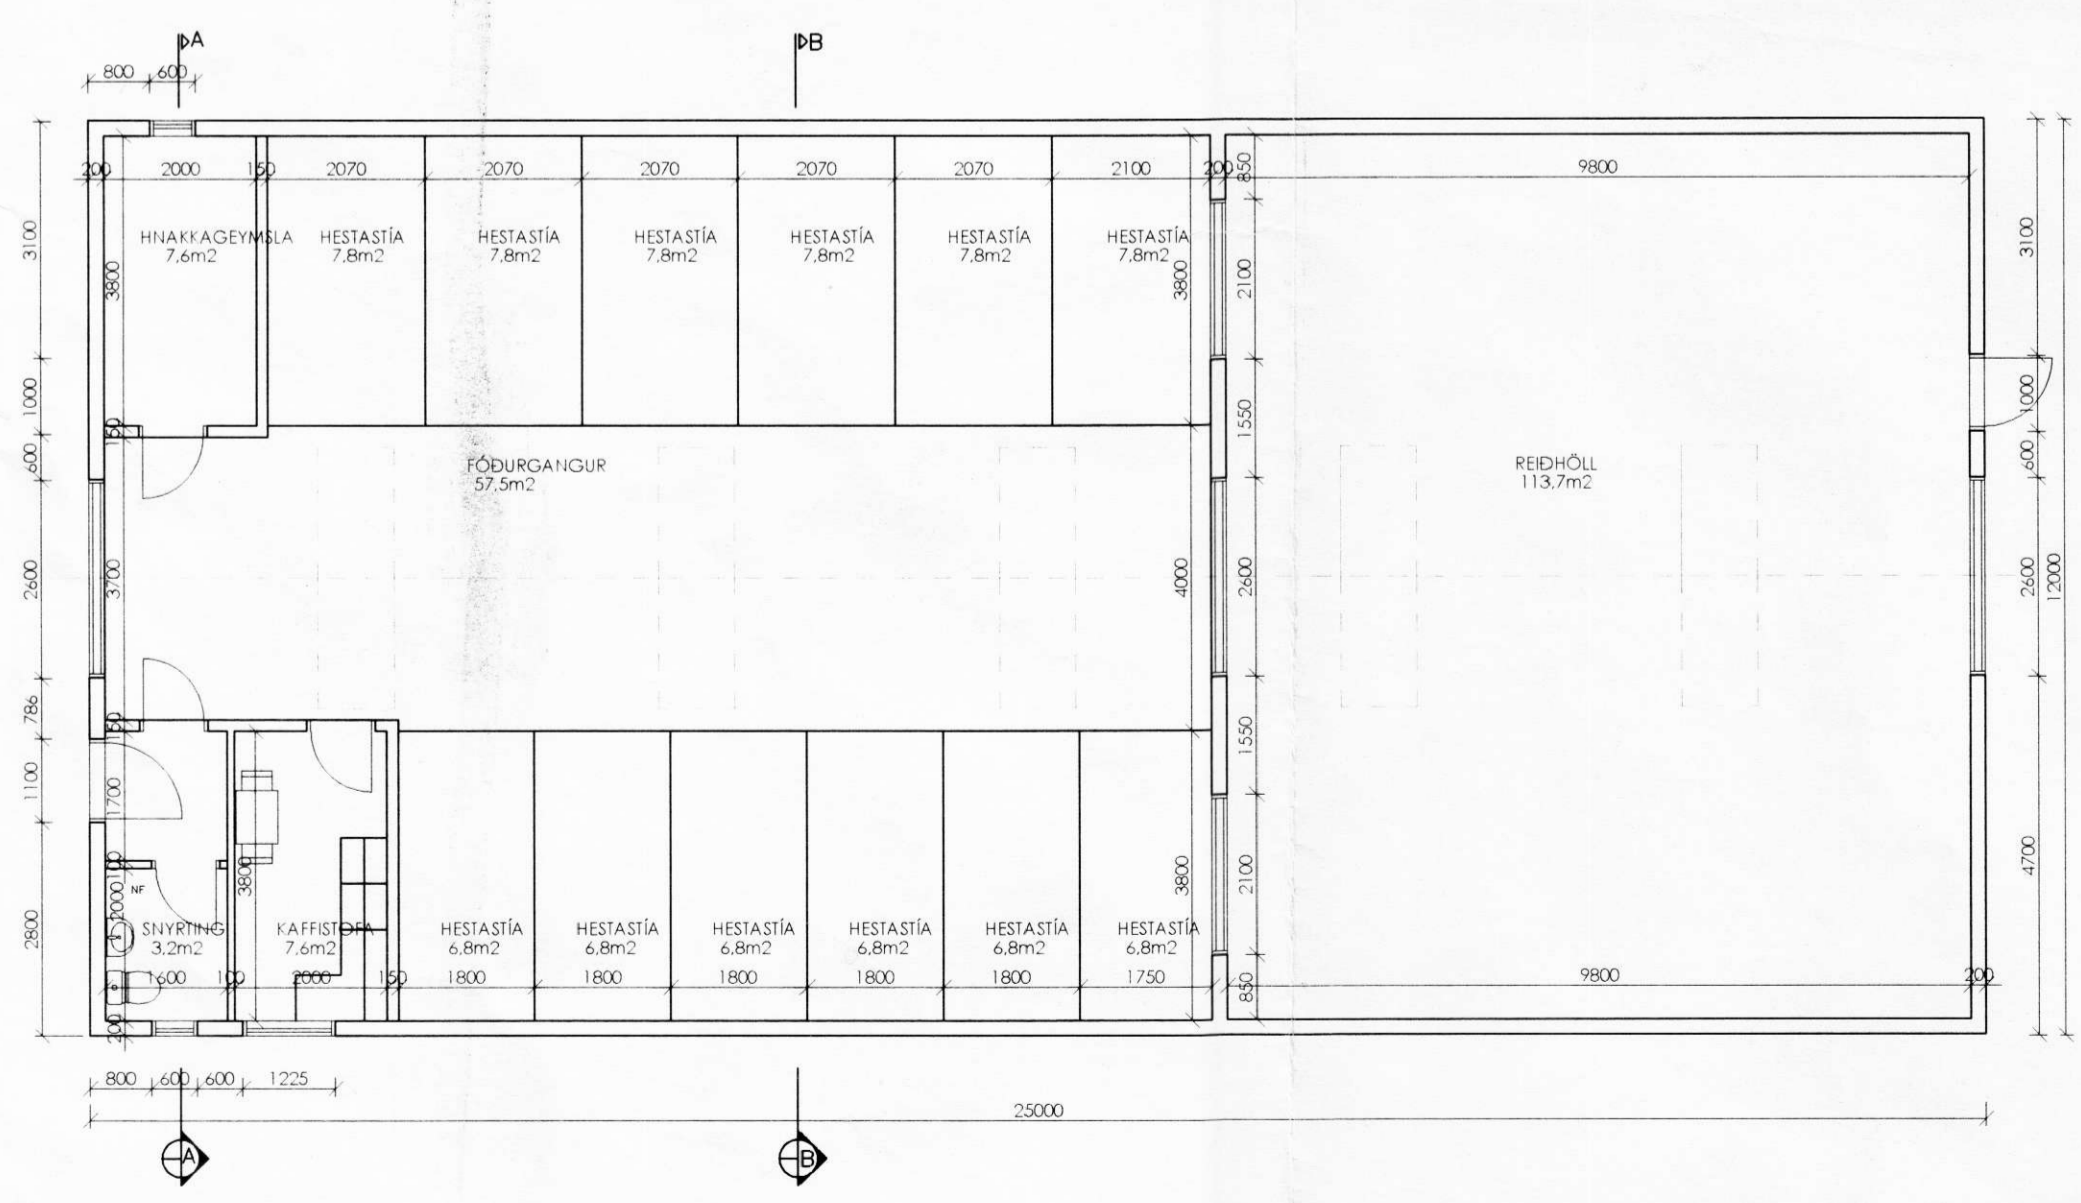 A
B
800
600
200
2000
150
2070
2070
2070
2070
2070
2100
200
850
9800
HNAKKAGEYMSLA
7,6m2
HESTASTÍA
7,8m2
HESTASTÍA
7,8m2
HESTASTÍA
7,8m2
HESTASTÍA
7,8m2
HESTASTÍA
7,8m2
HESTASTÍA
7,8m2
3100
3800
3800
2100
3100
1000
150
1550
1000
600
600
FÓÐURGANGUR
57,5m2
REIÐHÖLL
113,7m2
2600
3700
4000
2600
2600
12000
786
150
1550
1100
1700
100
NF
2000
3800
3800
2100
4700
2800
SNYRTING
3,2m2
KAFFISTOFA
7,6m2
HESTASTÍA
6,8m2
HESTASTÍA
6,8m2
HESTASTÍA
6,8m2
HESTASTÍA
6,8m2
HESTASTÍA
6,8m2
HESTASTÍA
6,8m2
1600
100
2000
150
1800
1800
1800
1800
1800
1750
850
9800
200
200
800
600
600
1225
25000
A
B